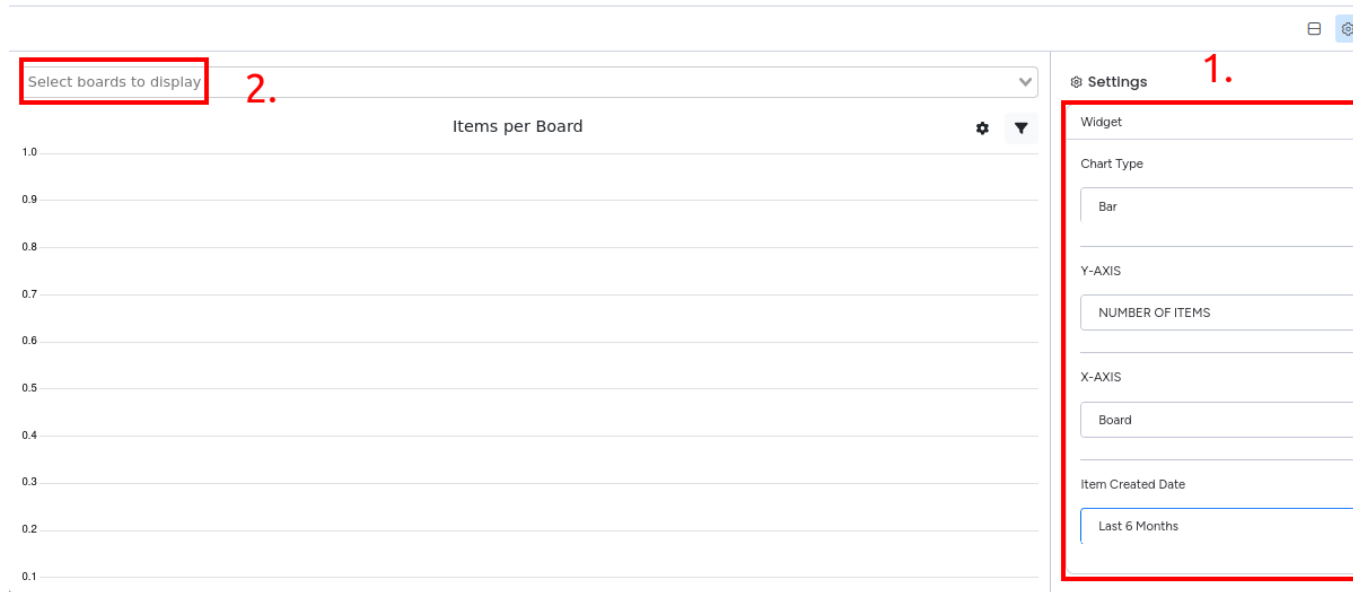 Select boards to display
2.
Items per Board
1.0
0.9
0.8
0.7
0.6
0.5
0.4
0.3
0.2
0.1
Settings
1.
Widget
Chart Type
Bar
Y-AXIS
NUMBER OF ITEMS
X-AXIS
Board
Item Created Date
Last 6 Months